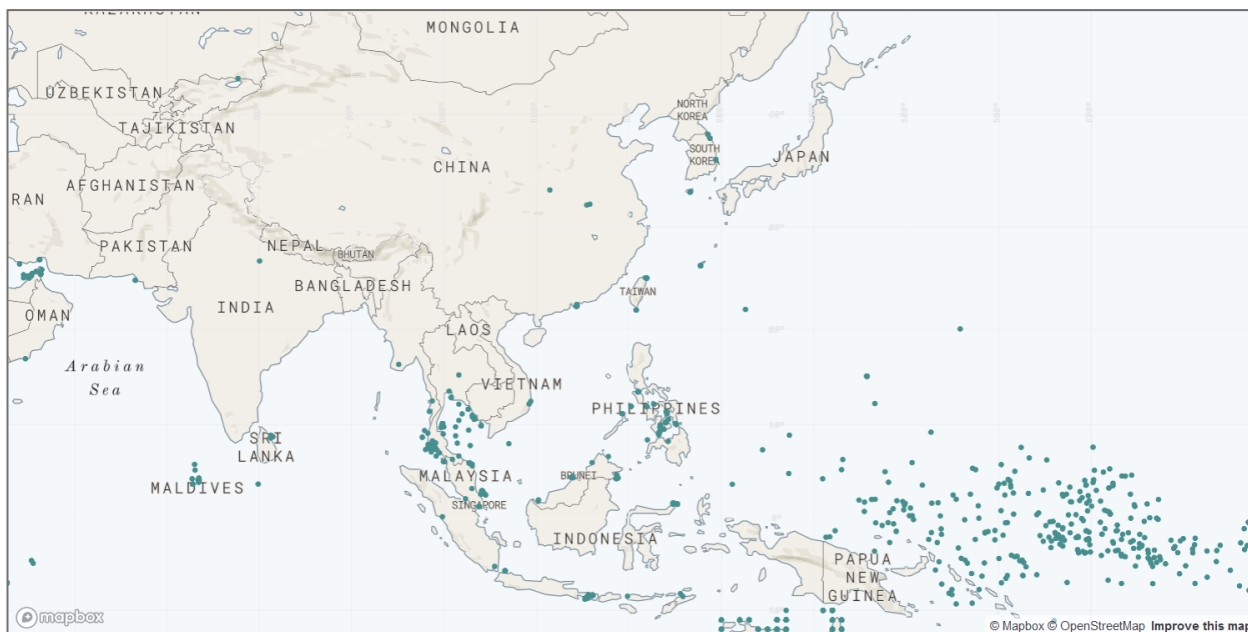 KAZAKHSTAN
MONGOLIA
UZBEKISTAN
NORTH
KOREA
TAJIKISTAN
SOUTH
KOREA
JAPAN
CHINA
AFGHANISTAN
RAN
PAKISTAN
NEPAL
BHUTAN
BANGLADESH
TAIWAN
INDIA
OMAN
LAOS
Arabian
Sea
VIETNAM
PHILIPPINES
SRI
LANKA
MALAYSIA
BRUNEI
MALDIVES
SINGAPORE
INDONESIA
PAPUA
NEW
GUINEA
mapbox
© Mapbox © OpenStreetMap Improve this map